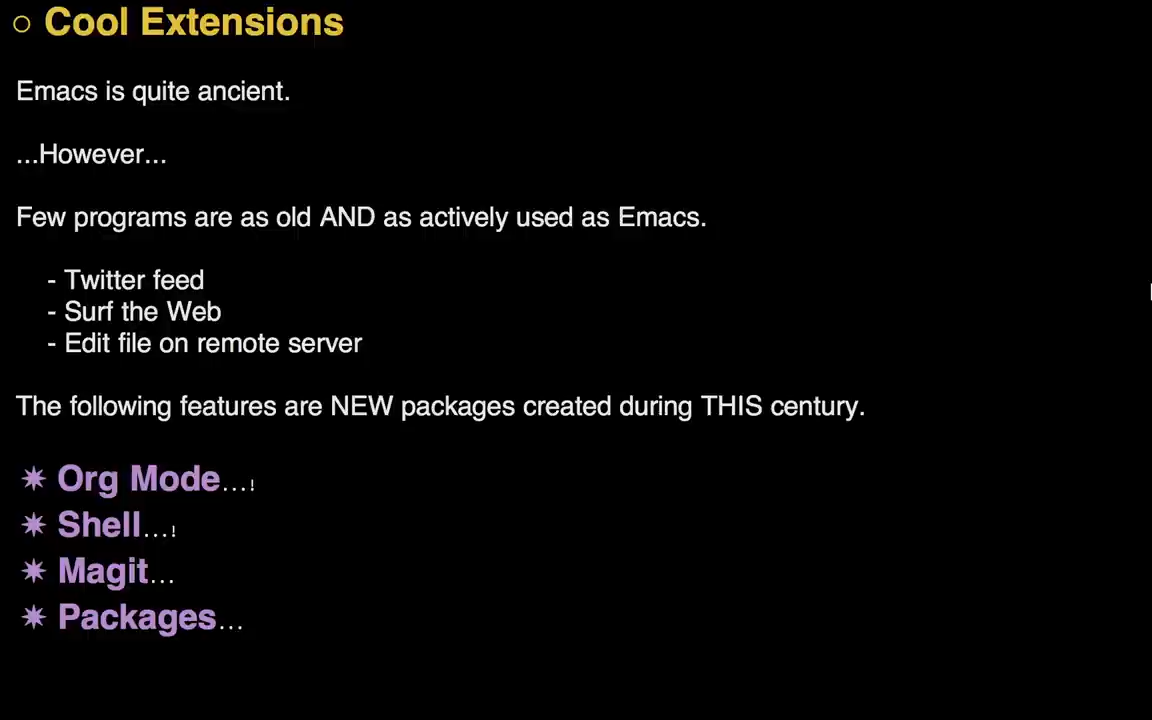 ○ Cool Extensions
Emacs is quite ancient.
...However...
Few programs are as old AND as actively used as Emacs.
- Twitter feed
- Surf the Web
- Edit file on remote server
The following features are NEW packages created during THIS century.
✷ Org Mode...!
✷ Shell...!
✷ Magit...
✷ Packages...